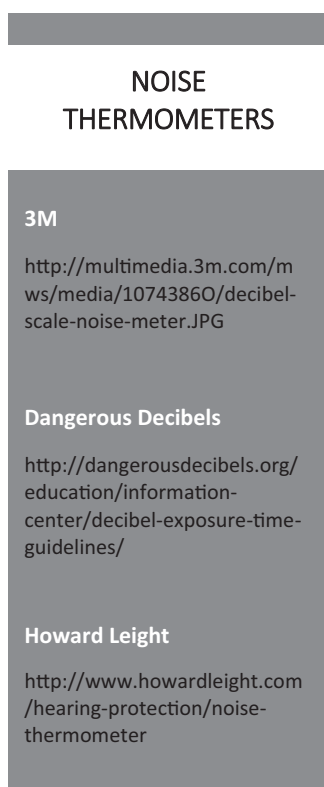 NOISE
THERMOMETERS
3M
http://multimedia.3m.com/m
ws/media/1074386O/decibel-
scale-noise-meter.JPG
Dangerous Decibels
http://dangerousdecibels.org/
education/information-
center/decibel-exposure-time-
guidelines/
Howard Leight
http://www.howardleight.com
/hearing-protection/noise-
thermometer